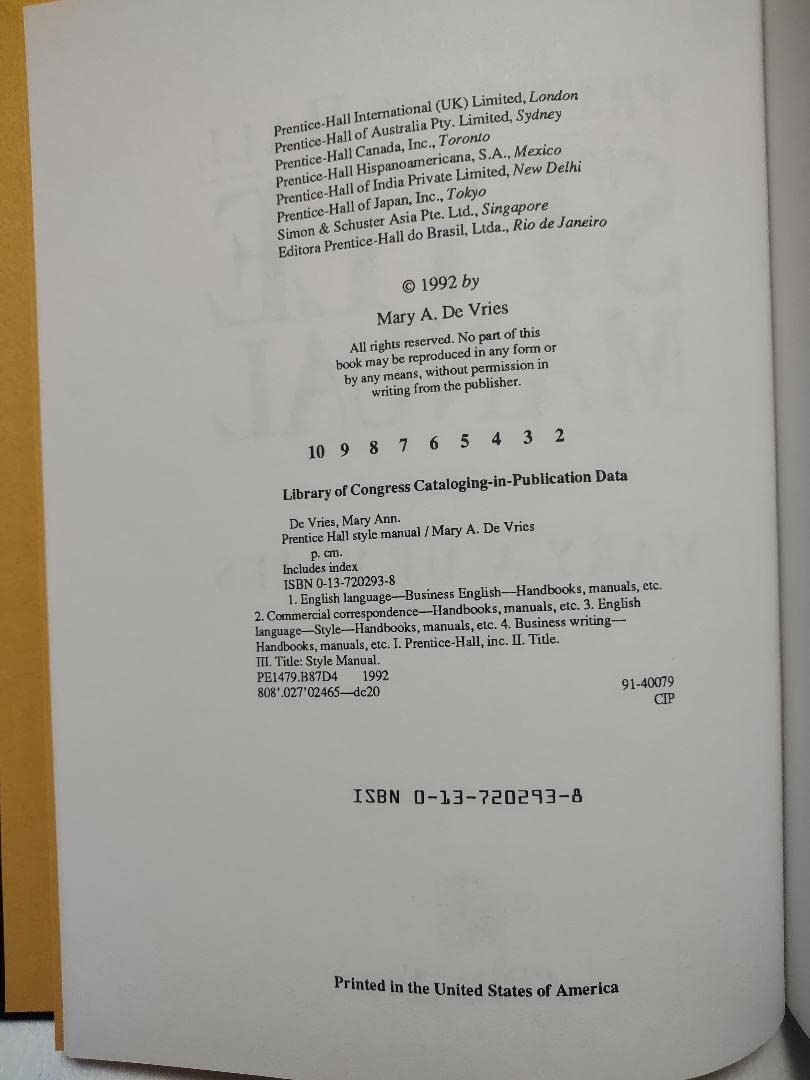 Prentice-Hall International (UK) Limited, London
Prentice-Hall of Australia Pty. Limited, Sydney
Prentice-Hall Canada, Inc., Toronto
Prentice-Hall Hispanoamericana, S.A., Mexico
Prentice-Hall of India Private Limited, New Delhi
Prentice-Hall of Japan, Inc., Tokyo
Simon & Schuster Asia Pte. Ltd., Singapore
Editora Prentice-Hall do Brasil, Ltda., Rio de Janeiro
© 1992 by
Mary A. De Vries
All rights reserved. No part of this
book may be reproduced in any form or
by any means, without permission in
writing from the publisher.
10 9 8 7 6 5 4 3 2
Library of Congress Cataloging-in-Publication Data
De Vries, Mary Ann.
Prentice Hall style manual / Mary A. De Vries
p. cm.
Includes index
ISBN 0-13-720293-8
1. English language—Business English—Handbooks, manuals, etc.
2. Commercial correspondence—Handbooks, manuals, etc. 3. English
language—Style—Handbooks, manuals, etc. 4. Business writing—
Handbooks, manuals, etc. I. Prentice-Hall, inc. II. Title.
III. Title: Style Manual.
PE1479.B87D4 1992
808'.027'02465—dc20
91-40079
CIP
ISBN 0-13-720293-8
Printed in the United States of America